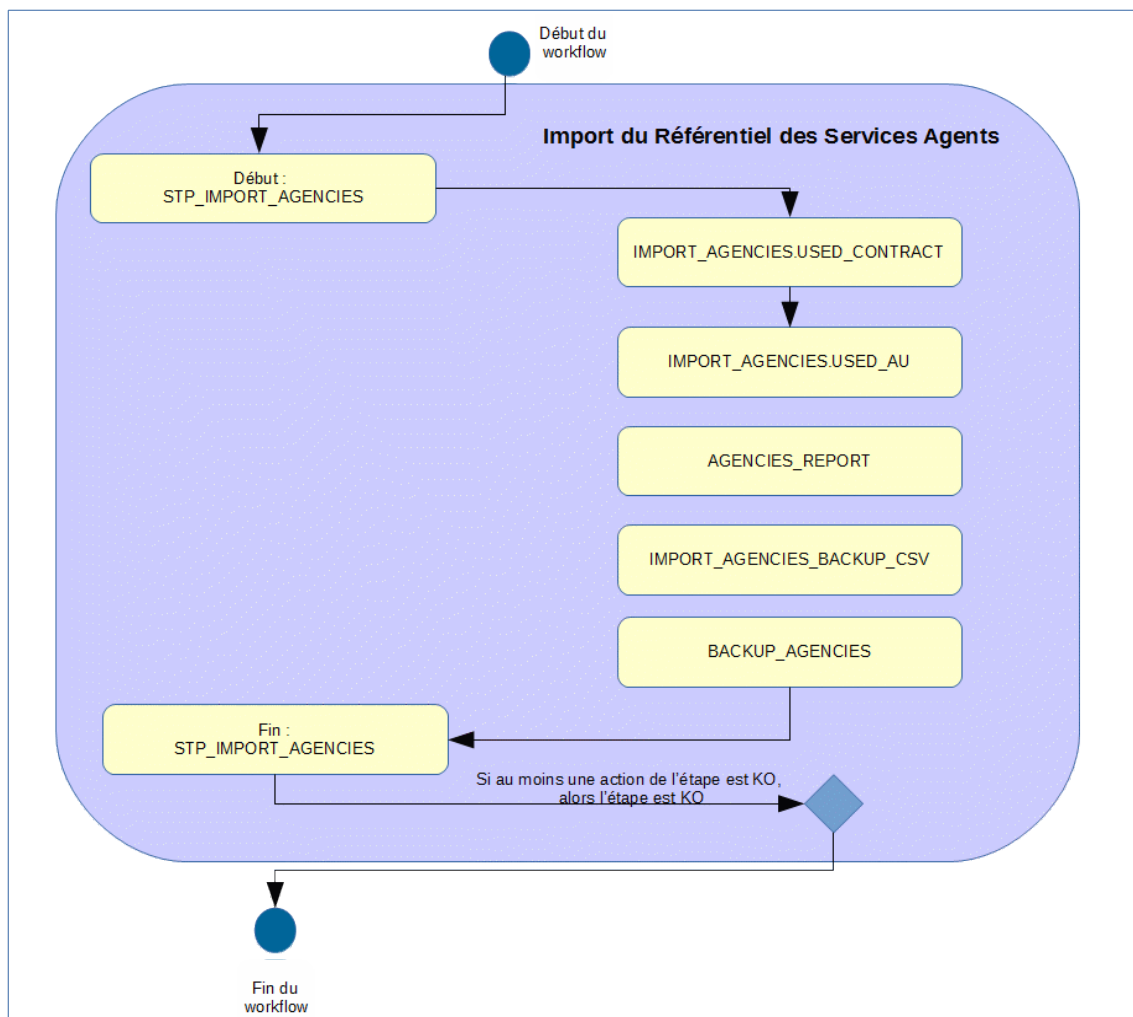 Début du
workflow
Import du Référentiel des Services Agents
Début :
STP_IMPORT_AGENCIES
IMPORT_AGENCIES.USED_CONTRACT
IMPORT_AGENCIES.USED_AU
AGENCIES_REPORT
IMPORT_AGENCIES_BACKUP_CSV
BACKUP_AGENCIES
Fin :
STP_IMPORT_AGENCIES
Si au moins une action de l'étape est KO,
alors l'étape est KO
Fin du
workflow